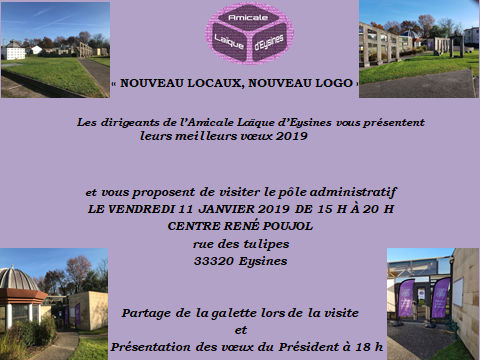 Amicale
Laïque
d'Eysines
« NOUVEAU LOCAUX, NOUVEAU LOGO »
Les dirigeants de l'Amicale Laïque d'Eysines vous présentent
leurs meilleurs vœux 2019
et vous proposent de visiter le pôle administratif
LE VENDREDI 11 JANVIER 2019 DE 15 H À 20 H
CENTRE RENÉ POUJOL
rue des tulipes
33320 Eysines
Partage de la galette lors de la visite
et
Présentation des vœux du Président à 18 h